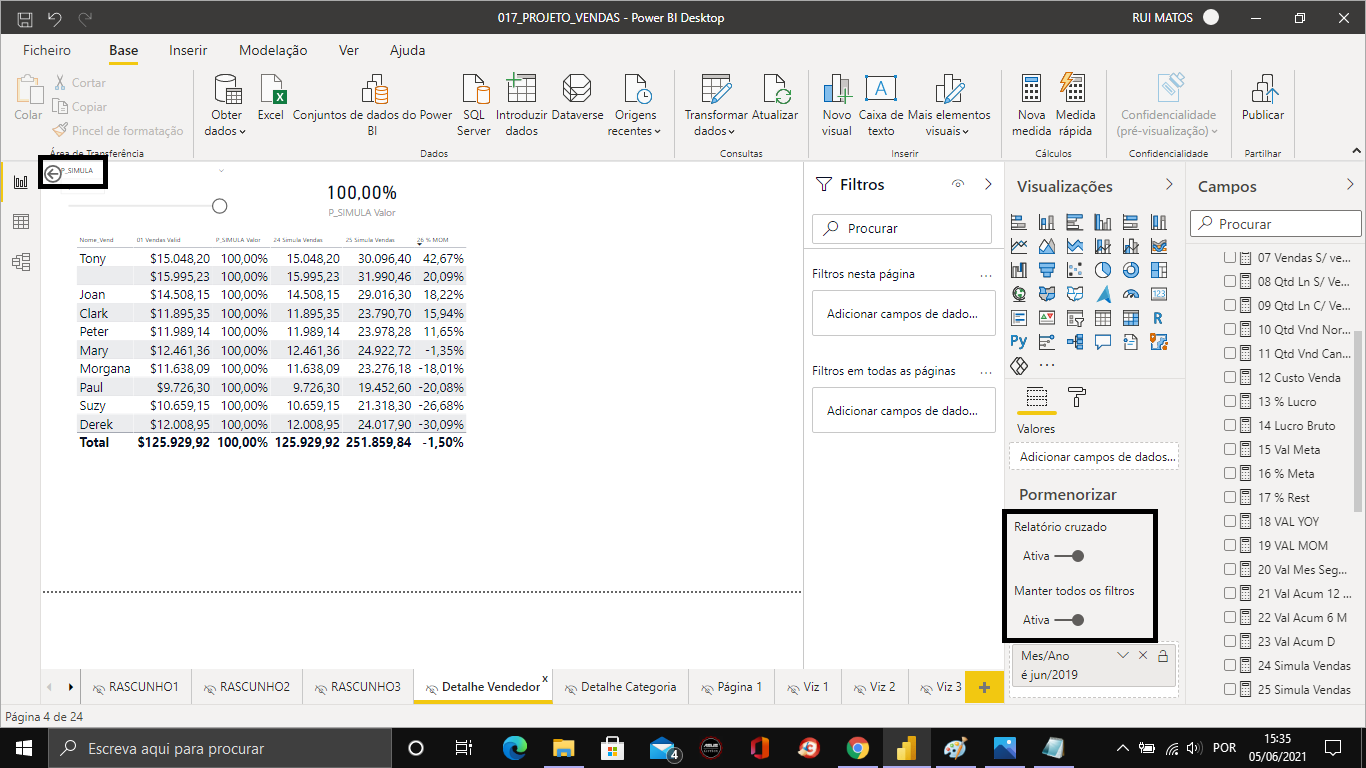 017_PROJETO_VENDAS - Power BI Desktop
RUI MATOS
Ficheiro Base Inserir Modelação Ver Ajuda
Colar
Cortar
Copiar
Pincel de formatação
Área de Transferência
Obter dados
Excel
Conjuntos de dados do Power BI
SQL Server
Introduzir dados
Dataverse
Origens recentes
Dados
Transformar dados
Atualizar
Consultas
Novo visual
Caixa de texto
Mais elementos visuais
Inserir
Nova medida
Medida rápida
Cálculos
Confidencialidade (pré-visualização)
Confidencialidade
Publicar
Partilhar
P_SIMULA
100,00%
P_SIMULA Valor
Nome_Vend 01 Vendas Valid P_SIMULA Valor 24 Simula Vendas 25 Simula Vendas 26 % MOM
Tony $15.048,20 100,00% 15.048,20 30.096,40 42,67%
$15.995,23 100,00% 15.995,23 31.990,46 20,09%
Joan $14.508,15 100,00% 14.508,15 29.016,30 18,22%
Clark $11.895,35 100,00% 11.895,35 23.790,70 15,94%
Peter $11.989,14 100,00% 11.989,14 23.978,28 11,65%
Mary $12.461,36 100,00% 12.461,36 24.922,72 -1,35%
Morgana $11.638,09 100,00% 11.638,09 23.276,18 -18,01%
Paul $9.726,30 100,00% 9.726,30 19.452,60 -20,08%
Suzy $10.659,15 100,00% 10.659,15 21.318,30 -26,68%
Derek $12.008,95 100,00% 12.008,95 24.017,90 -30,09%
Total $125.929,92 100,00% 125.929,92 251.859,84 -1,50%
Filtros
Procurar
Filtros nesta página ...
Adicionar campos de dado...
Filtros em todas as páginas ...
Adicionar campos de dado...
Visualizações
123
R
Py
...
Valores
Adicionar campos de dados...
Pormenorizar
Relatório cruzado
Ativa
Manter todos os filtros
Ativa
Mes/Ano
é jun/2019
Campos
Procurar
07 Vendas S/ ve...
08 Qtd Ln S/ Ve...
09 Qtd Ln C/ Ve...
10 Qtd Vnd Nor...
11 Qtd Vnd Can...
12 Custo Venda
13 % Lucro
14 Lucro Bruto
15 Val Meta
16 % Meta
17 % Rest
18 VAL YOY
19 VAL MOM
20 Val Mes Seg...
21 Val Acum 12 ...
22 Val Acum 6 M
23 Val Acum D
24 Simula Vendas
25 Simula Vendas
RASCUNHO1 RASCUNHO2 RASCUNHO3 Detalhe Vendedor x Detalhe Categoria Página 1 Viz 1 Viz 2 Viz 3 +
Página 4 de 24
Escreva aqui para procurar
4
POR
15:35
05/06/2021